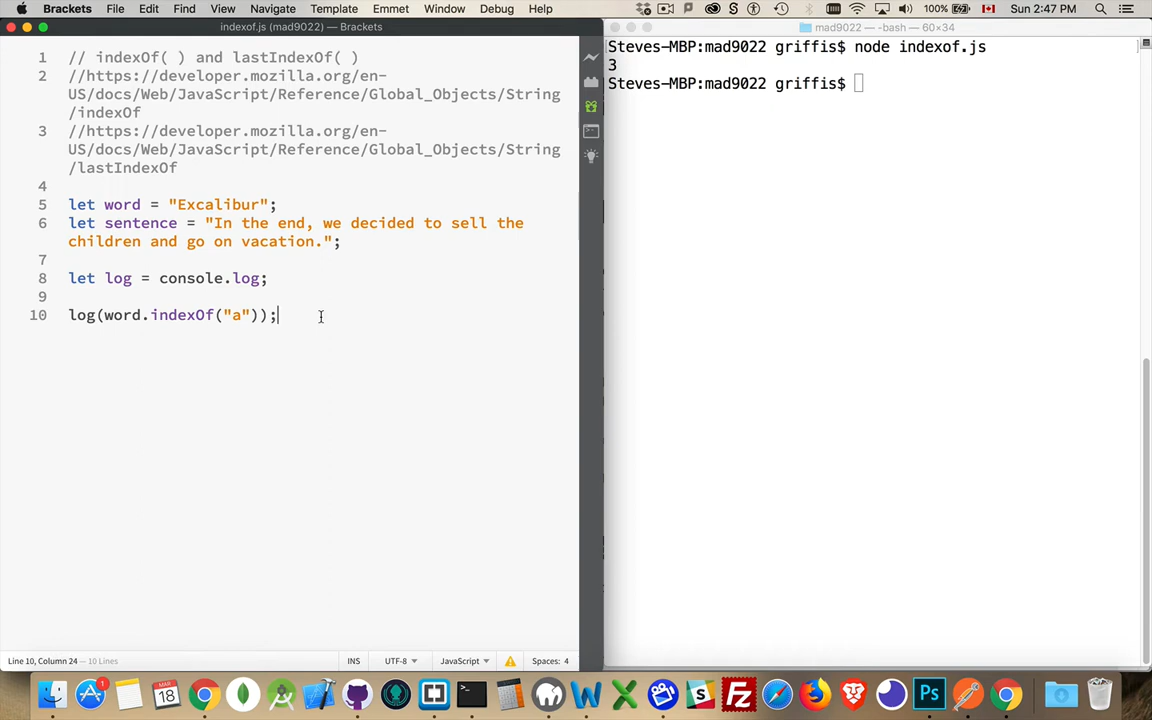 Brackets File Edit Find View Navigate Template Emmet Window Debug Help 100% Sun 2:47 PM
indexof.js (mad9022) — Brackets
1 // indexOf( ) and lastIndexOf( )
2 //https://developer.mozilla.org/en-
US/docs/Web/JavaScript/Reference/Global_Objects/String
/indexOf
3 //https://developer.mozilla.org/en-
US/docs/Web/JavaScript/Reference/Global_Objects/String
/lastIndexOf
4
5 let word = "Excalibur";
6 let sentence = "In the end, we decided to sell the
children and go on vacation.";
7
8 let log = console.log;
9
10 log(word.indexOf("a"));
Line 10, Column 24 — 10 Lines INS UTF-8 JavaScript Spaces: 4
mad9022 — -bash — 60×34
Steves-MBP:mad9022 griffis$ node indexof.js
3
Steves-MBP:mad9022 griffis$
1
MAR
18
Ps